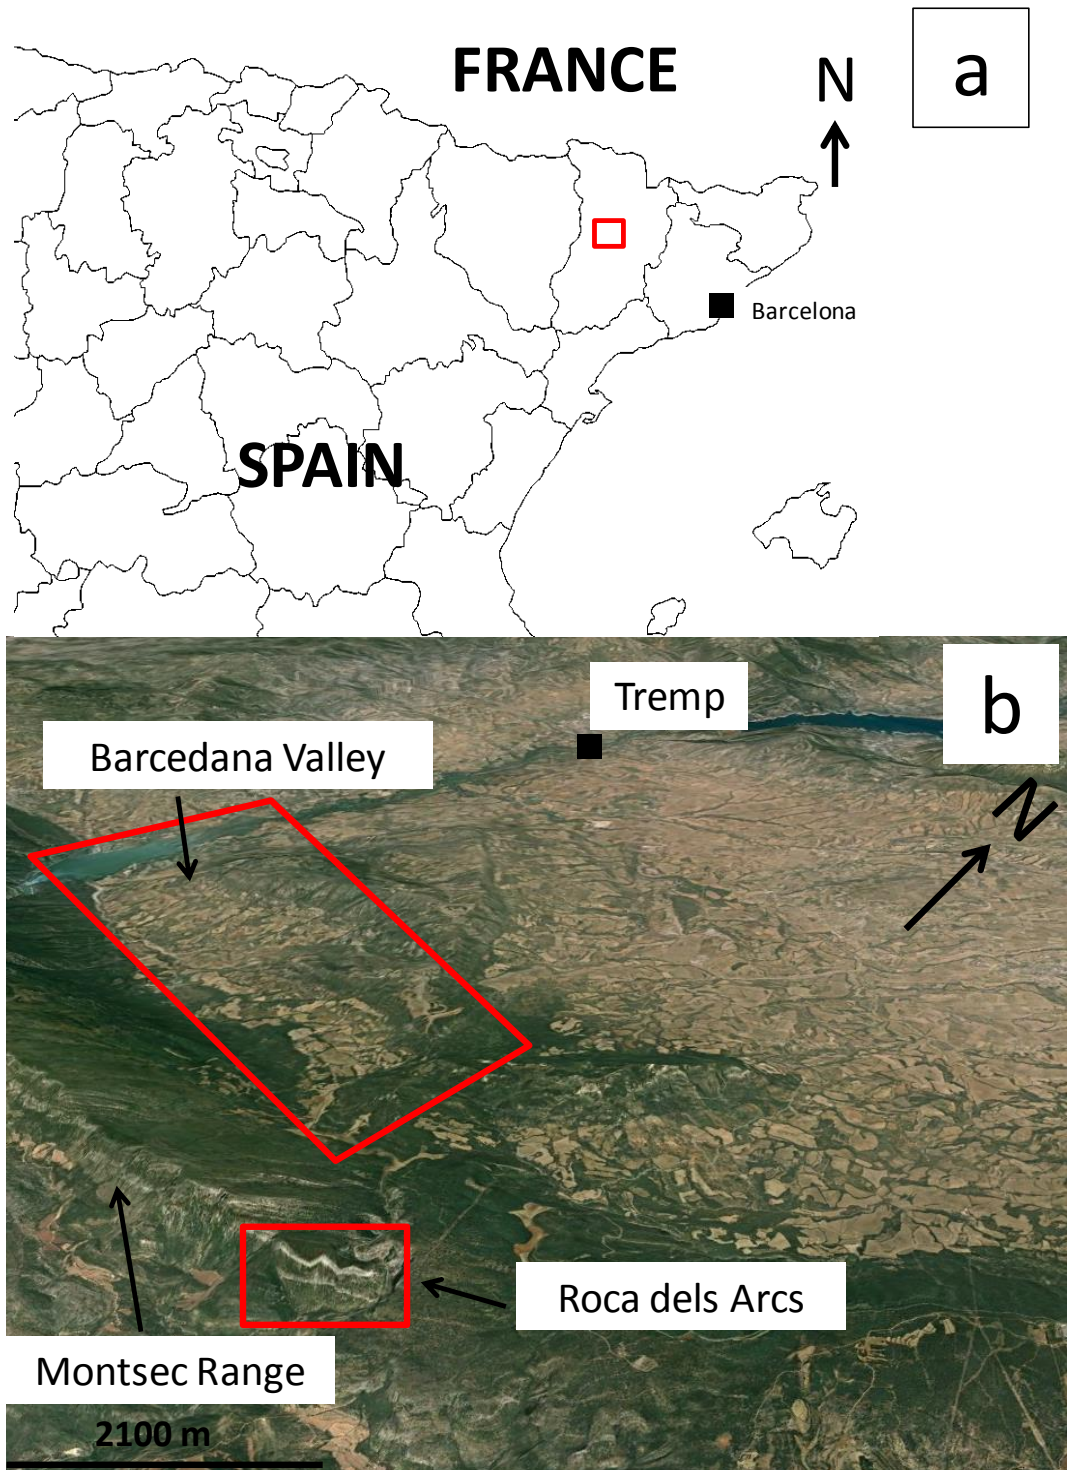 FRANCE
a
N
Barcelona
SPAIN
Tremp
b
Barcedana Valley
N
Roca dels Arcs
Montsec Range
2100 m